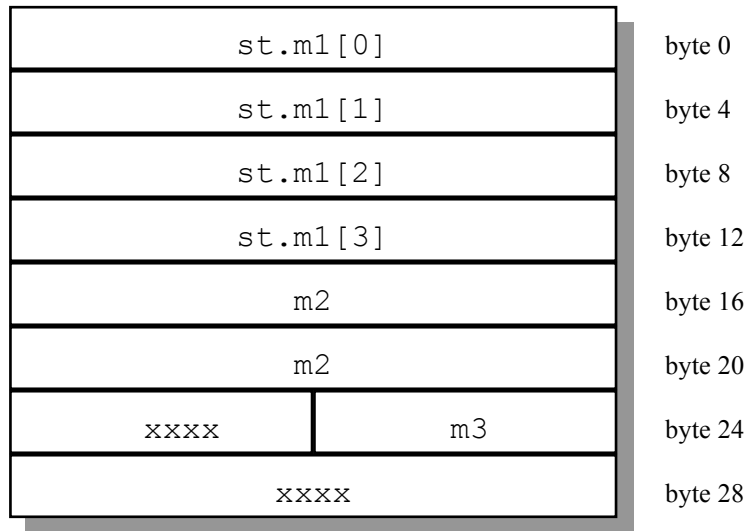 st.m1[0] byte 0
st.m1[1] byte 4
st.m1[2] byte 8
st.m1[3] byte 12
m2 byte 16
m2 byte 20
xxxx m3 byte 24
xxxx byte 28